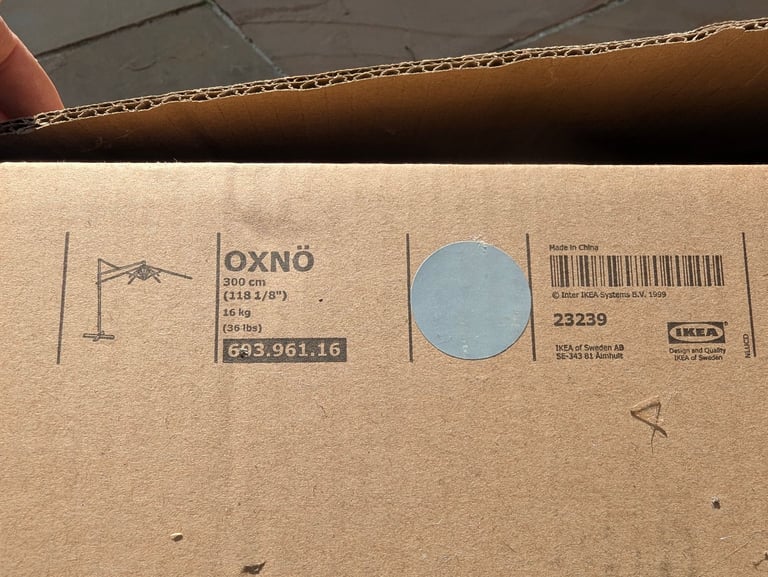 OXNÖ
300 cm
(118 1/8")
16 kg
(36 lbs)
603.961.16
Made in China
© Inter IKEA Systems B.V. 1999
23239
IKEA of Sweden AB
SE-343 81 Älmhult
IKEA®
Design and Quality
IKEA of Sweden